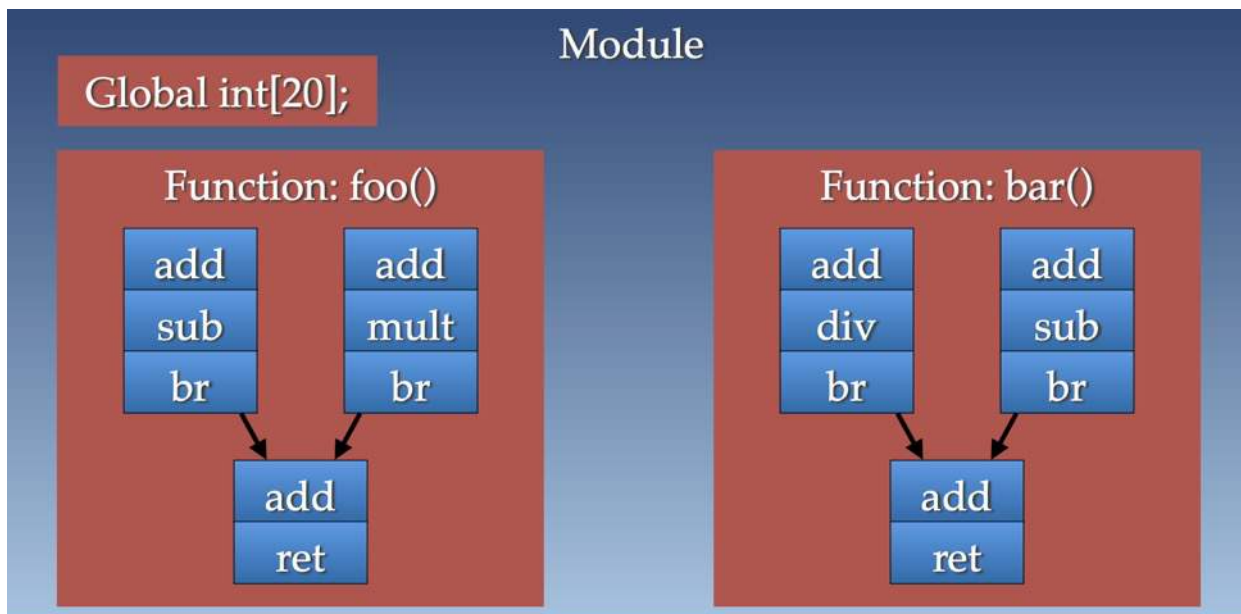 Module
Global int[20];
Function: foo()
add
sub
br
add
mult
br
add
ret
Function: bar()
add
div
br
add
sub
br
add
ret